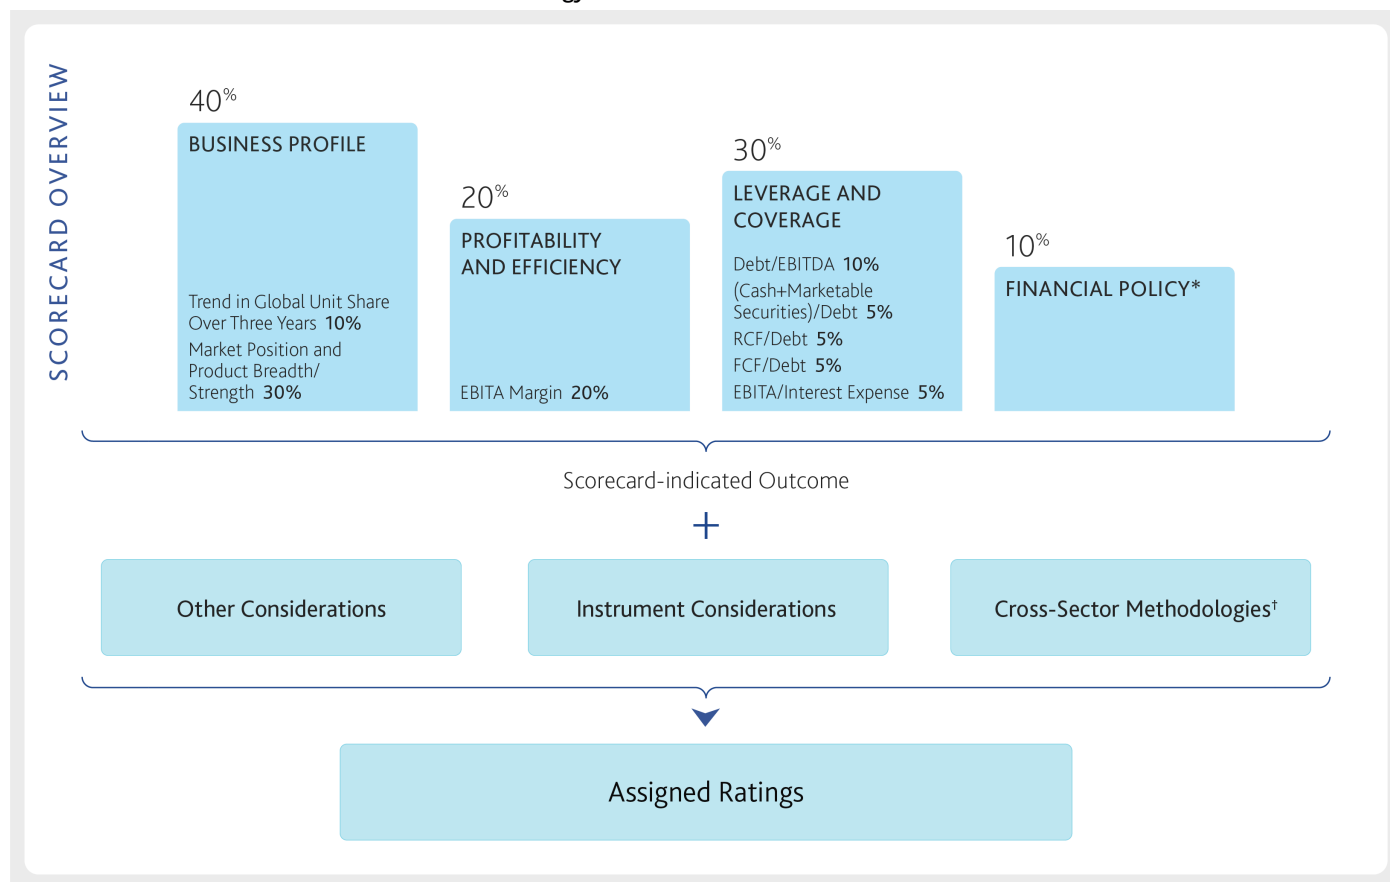 SCORECARD OVERVIEW
40%
BUSINESS PROFILE
Trend in Global Unit Share
Over Three Years 10%
Market Position and
Product Breadth/
Strength 30%
20%
PROFITABILITY
AND EFFICIENCY
EBITA Margin 20%
30%
LEVERAGE AND
COVERAGE
Debt/EBITDA 10%
(Cash+Marketable
Securities)/Debt 5%
RCF/Debt 5%
FCF/Debt 5%
EBITA/Interest Expense 5%
10%
FINANCIAL POLICY*
Scorecard-indicated Outcome
+
Other Considerations
Instrument Considerations
Cross-Sector Methodologies†
Assigned Ratings